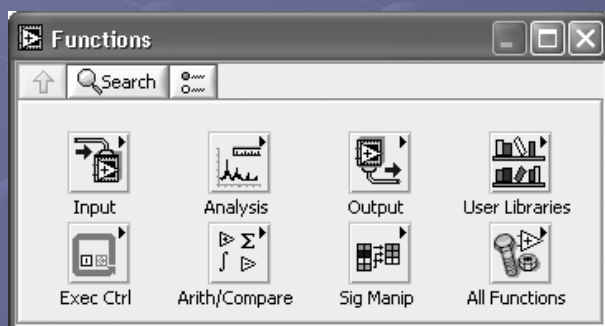 Functions
Search
Input Analysis Output User Libraries
Exec Ctrl Arith/Compare Sig Manip All Functions